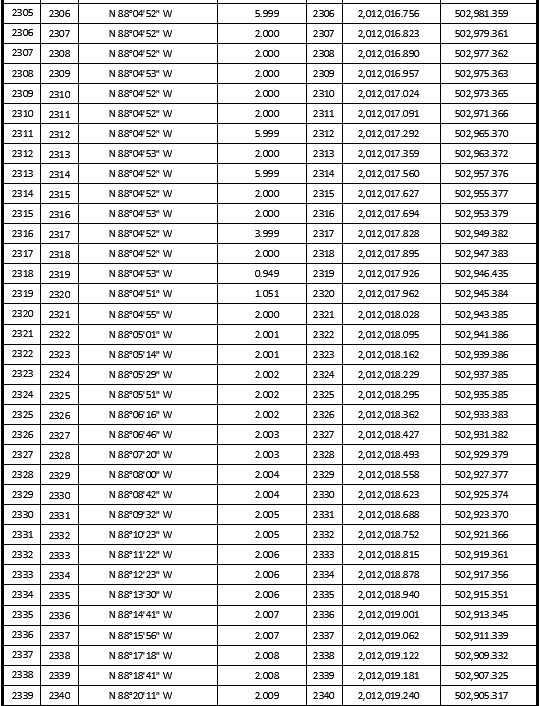 2305 2306 N 88°04'52" W 5.999 2306 2,012,016.756 502,981.359
2306 2307 N 88°04'52" W 2.000 2307 2,012,016.823 502,979.361
2307 2308 N 88°04'52" W 2.000 2308 2,012,016.890 502,977.362
2308 2309 N 88°04'53" W 2.000 2309 2,012,016.957 502,975.363
2309 2310 N 88°04'52" W 2.000 2310 2,012,017.024 502,973.365
2310 2311 N 88°04'52" W 2.000 2311 2,012,017.091 502,971.366
2311 2312 N 88°04'52" W 5.999 2312 2,012,017.292 502,965.370
2312 2313 N 88°04'53" W 2.000 2313 2,012,017.359 502,963.372
2313 2314 N 88°04'52" W 5.999 2314 2,012,017.560 502,957.376
2314 2315 N 88°04'52" W 2.000 2315 2,012,017.627 502,955.377
2315 2316 N 88°04'53" W 2.000 2316 2,012,017.694 502,953.379
2316 2317 N 88°04'52" W 3.999 2317 2,012,017.828 502,949.382
2317 2318 N 88°04'52" W 2.000 2318 2,012,017.895 502,947.383
2318 2319 N 88°04'53" W 0.949 2319 2,012,017.926 502,946.435
2319 2320 N 88°04'51" W 1.051 2320 2,012,017.962 502,945.384
2320 2321 N 88°04'55" W 2.000 2321 2,012,018.028 502,943.385
2321 2322 N 88°05'01" W 2.001 2322 2,012,018.095 502,941.386
2322 2323 N 88°05'14" W 2.001 2323 2,012,018.162 502,939.386
2323 2324 N 88°05'29" W 2.002 2324 2,012,018.229 502,937.385
2324 2325 N 88°05'51" W 2.002 2325 2,012,018.295 502,935.385
2325 2326 N 88°06'16" W 2.002 2326 2,012,018.362 502,933.383
2326 2327 N 88°06'46" W 2.003 2327 2,012,018.427 502,931.382
2327 2328 N 88°07'20" W 2.003 2328 2,012,018.493 502,929.379
2328 2329 N 88°08'00" W 2.004 2329 2,012,018.558 502,927.377
2329 2330 N 88°08'42" W 2.004 2330 2,012,018.623 502,925.374
2330 2331 N 88°09'32" W 2.005 2331 2,012,018.688 502,923.370
2331 2332 N 88°10'23" W 2.005 2332 2,012,018.752 502,921.366
2332 2333 N 88°11'22" W 2.006 2333 2,012,018.815 502,919.361
2333 2334 N 88°12'23" W 2.006 2334 2,012,018.878 502,917.356
2334 2335 N 88°13'30" W 2.006 2335 2,012,018.940 502,915.351
2335 2336 N 88°14'41" W 2.007 2336 2,012,019.001 502,913.345
2336 2337 N 88°15'56" W 2.007 2337 2,012,019.062 502,911.339
2337 2338 N 88°17'18" W 2.008 2338 2,012,019.122 502,909.332
2338 2339 N 88°18'41" W 2.008 2339 2,012,019.181 502,907.325
2339 2340 N 88°20'11" W 2.009 2340 2,012,019.240 502,905.317